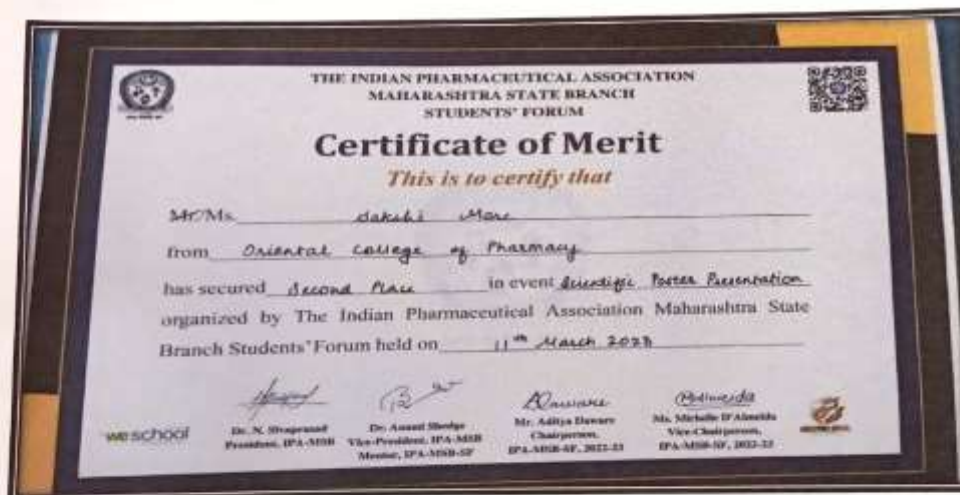 THE INDIAN PHARMACEUTICAL ASSOCIATION
MAHARASHTRA STATE BRANCH
STUDENTS' FORUM
Certificate of Merit
This is to certify that
Mr/Ms. Sakshi More
from Oriental College of Pharmacy
has secured Second Place in event Scientific Poster Presentation
organized by The Indian Pharmaceutical Association Maharashtra State
Branch Students' Forum held on 11th March 2023
weschool
Dr. N. Sivaprasad
President, IPA-MSB
Dr. Anant Shedge
Vice-President, IPA-MSB
Mentor, IPA-MSB-SF
Mr. Aditya Daware
Chairperson,
IPA-MSB-SF, 2022-23
Ms. Michelle D'Almeida
Vice-Chairperson,
IPA-MSB-SF, 2022-23